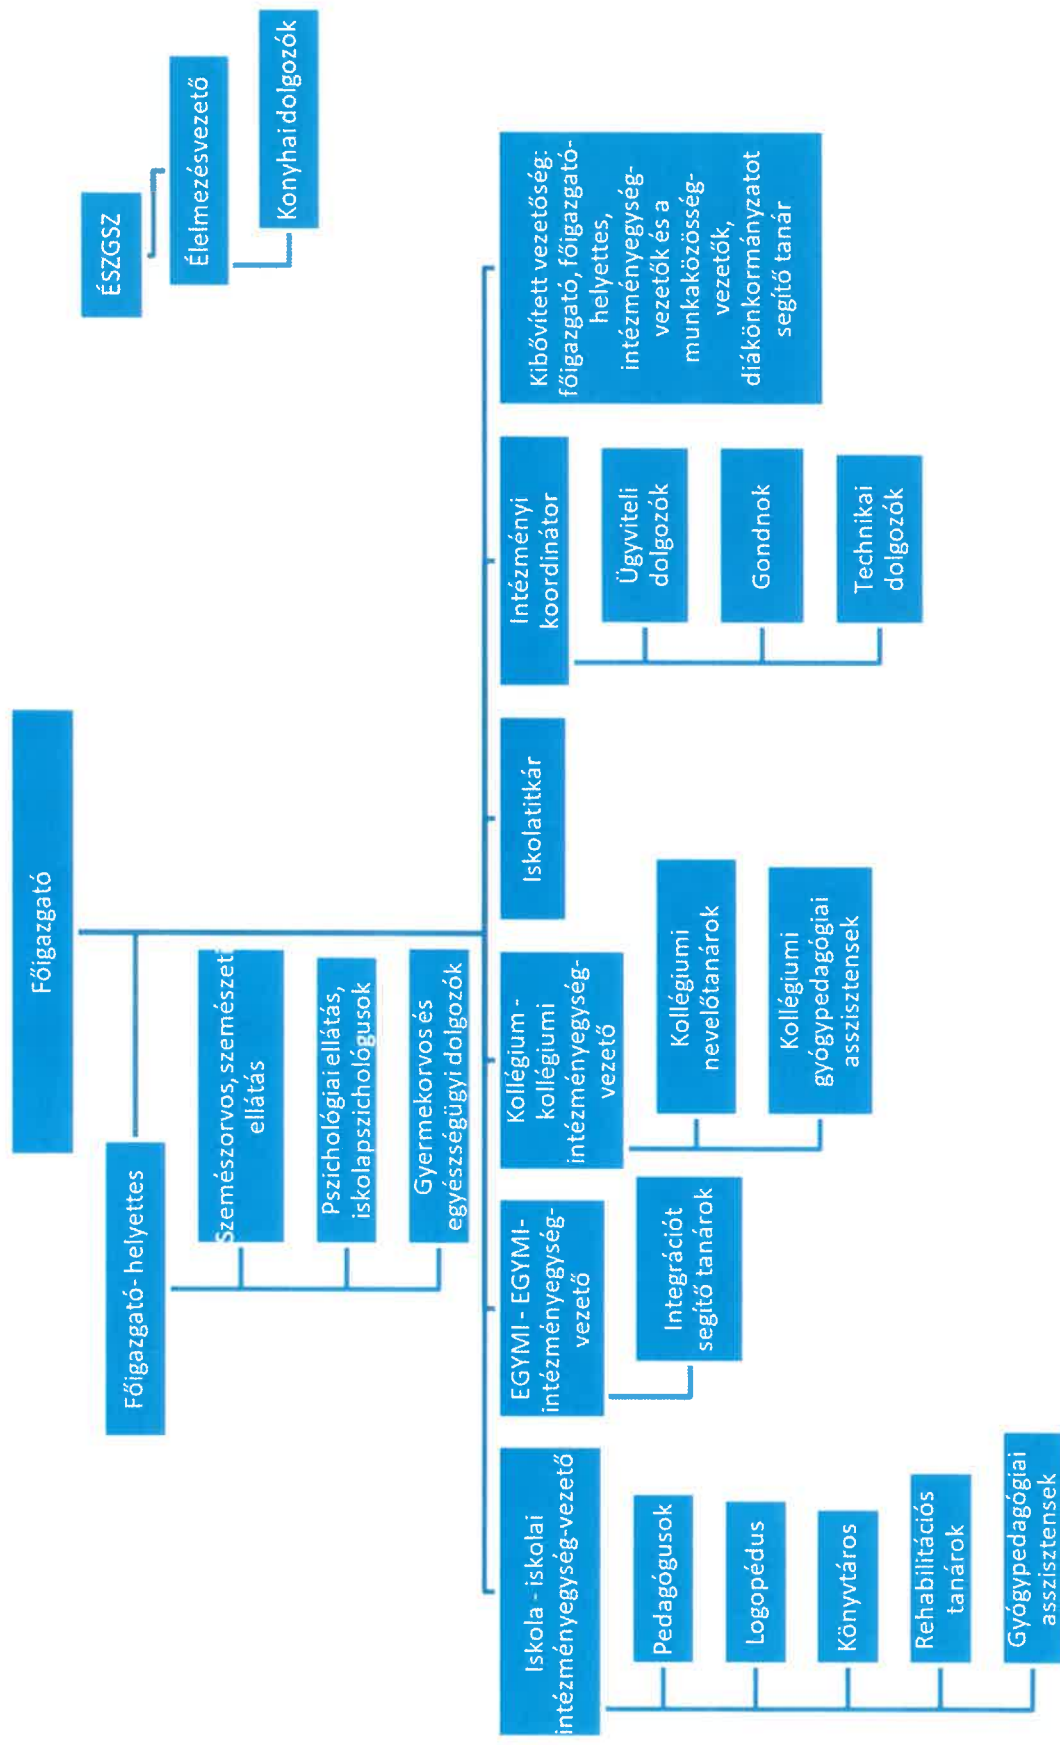 Főigazgató
ÉSZGSZ
Élelmezésvezető
Konyhai dolgozók
Főigazgató- helyettes
Szemészorvos, szemészeti
ellátás
Pszichológiai ellátás,
iskolapszichológusok
Gyermekorvos és
egyészségügyi dolgozók
Iskola - iskolai
intézményegység-vezető
Pedagógusok
Logopédus
Könyvtáros
Rehabilitációs
tanárok
Gyógypedagógiai
asszisztensek
EGYMI - EGYMI-
intézményegység-
vezető
Integrációt
segítő tanárok
Kollégium -
kollégiumi
intézményegység-
vezető
Kollégiumi
nevelőtanárok
Kollégiumi
gyógypedagógiai
asszisztensek
Iskolatitkár
Intézményi
koordinátor
Ügyviteli
dolgozók
Gondnok
Technikai
dolgozók
Kibővített vezetőség:
főigazgató, főigazgató-
helyettes,
intézményegység-
vezetők és a
munkaközösség-
vezetők,
diákönkormányzatot
segítő tanár